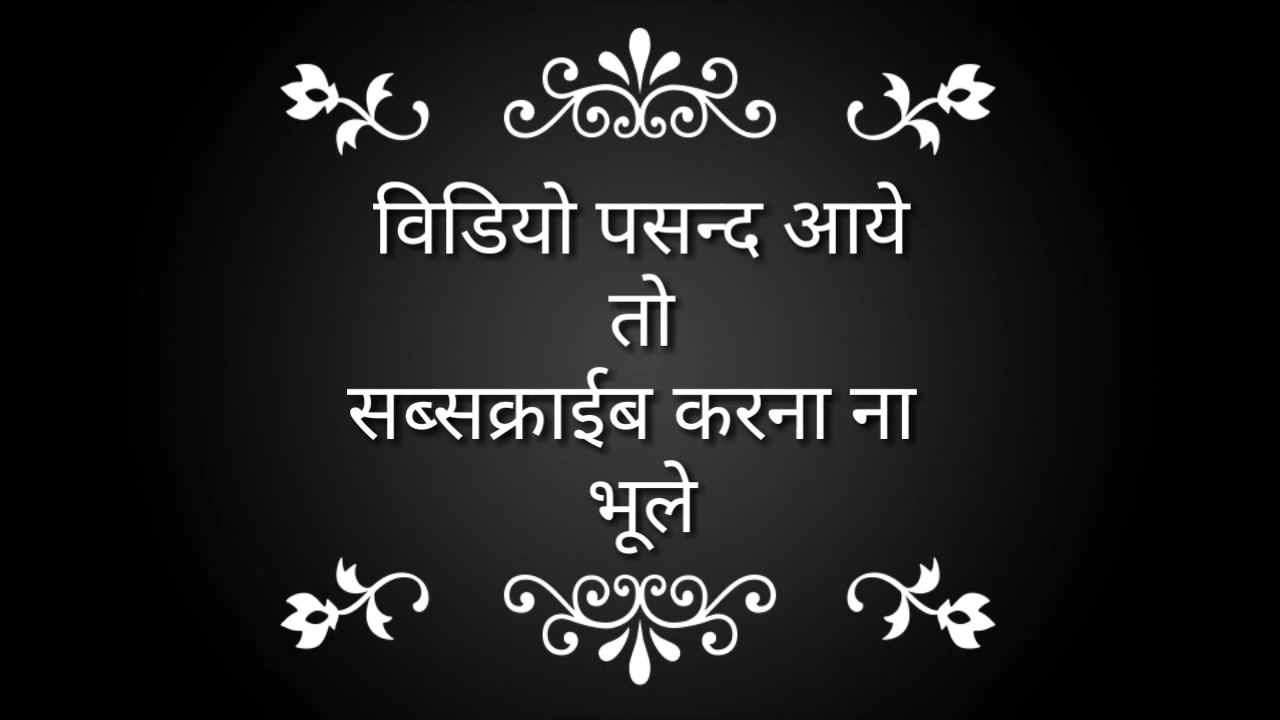 विडियो पसन्द आये
तो
सब्सक्राईब करना ना
भूले